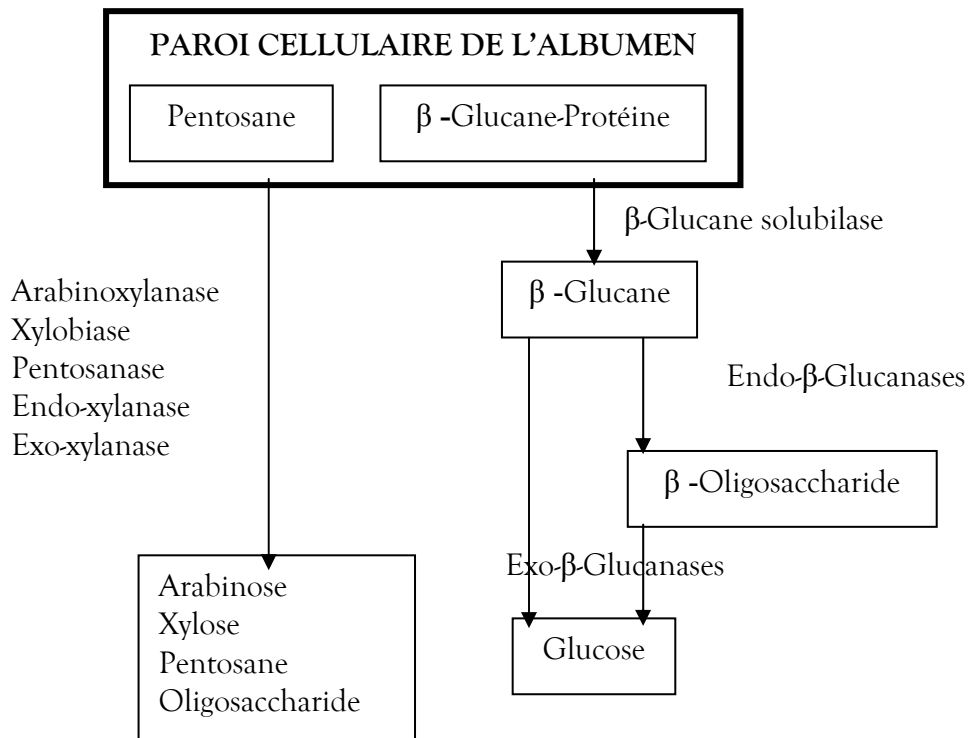 PAROI CELLULAIRE DE L'ALBUMEN
Pentosane
β -Glucane-Protéine
β-Glucane solubilase
β -Glucane
Arabinoxylanase
Xylobiase
Pentosanase
Endo-xylanase
Exo-xylanase
Endo-β-Glucanases
β -Oligosaccharide
Exo-β-Glucanases
Glucose
Arabinose
Xylose
Pentosane
Oligosaccharide